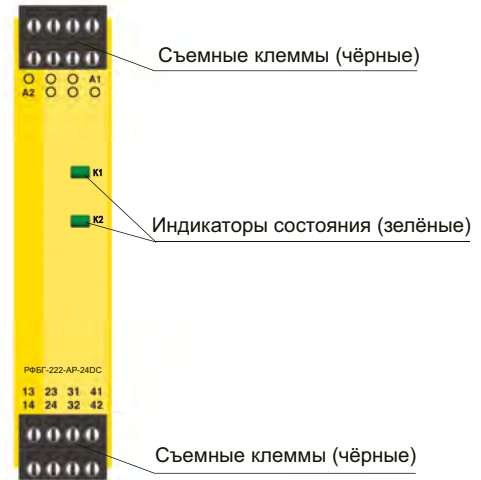 Съемные клеммы (чёрные)
A1
A2
K1
K2
Индикаторы состояния (зелёные)
РФБГ-222-АР-24DC
13 23 31 41
14 24 32 42
Съемные клеммы (чёрные)